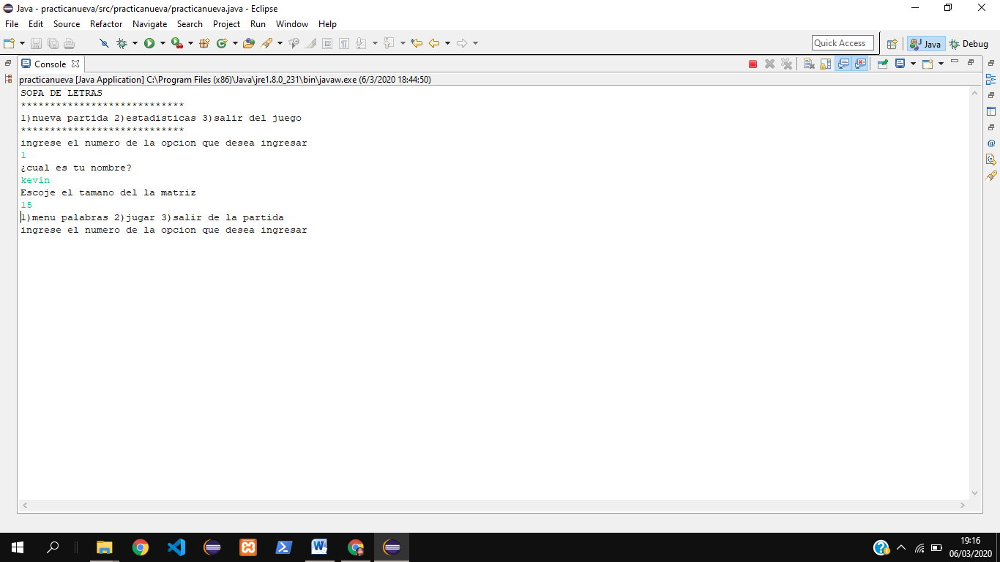 Java - practicanueva/src/practicanueva/practicanueva.java - Eclipse
File Edit Source Refactor Navigate Search Project Run Window Help
Quick Access Java Debug
Console
practicanueva [Java Application] C:\Program Files (x86)\Java\jre1.8.0_231\bin\javaw.exe (6/3/2020 18:44:50)
SOPA DE LETRAS
****************************
1)nueva partida 2)estadisticas 3)salir del juego
****************************
ingrese el numero de la opcion que desea ingresar
1
¿cual es tu nombre?
kevin
Escoje el tamano del la matriz
15
1)menu palabras 2)jugar 3)salir de la partida
ingrese el numero de la opcion que desea ingresar
19:16
06/03/2020